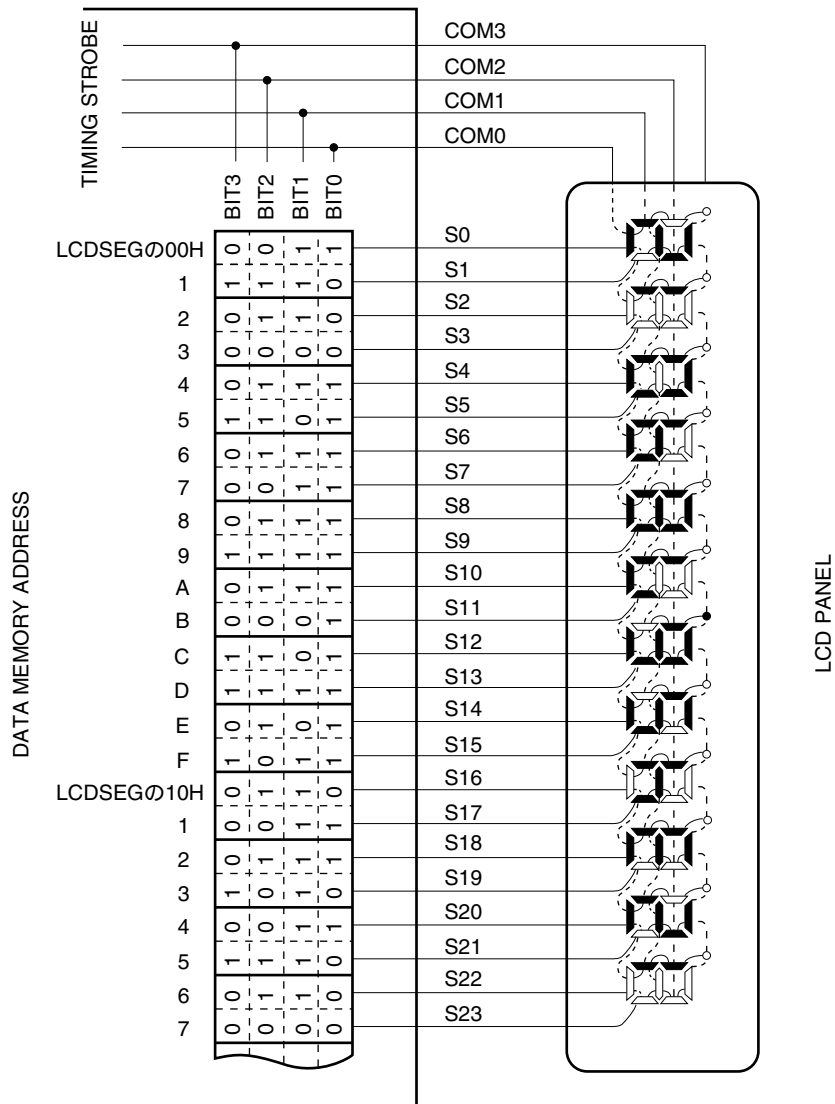 TIMING STROBE
COM3
COM2
COM1
COM0
BIT3 BIT2 BIT1 BIT0
LCDSEGの00H 0 0 1 1 S0
1 1 1 1 0 S1
2 0 1 1 0 S2
3 0 0 0 0 S3
4 0 1 1 1 S4
5 1 1 0 1 S5
6 0 1 1 1 S6
7 0 0 1 1 S7
8 0 1 1 1 S8
9 1 1 1 1 S9
A 0 1 1 1 S10
B 0 0 0 1 S11
C 1 1 0 1 S12
D 1 1 1 1 S13
E 0 1 0 1 S14
F 1 0 1 1 S15
LCDSEGの10H 0 1 1 0 S16
1 0 0 1 1 S17
2 0 1 1 1 S18
3 1 0 1 0 S19
4 0 0 1 1 S20
5 1 1 1 0 S21
6 0 1 1 0 S22
7 0 0 0 0 S23
DATA MEMORY ADDRESS
LCD PANEL